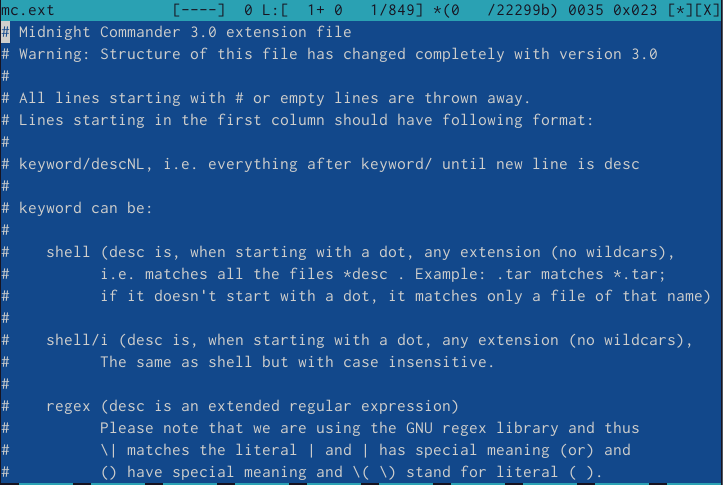 mc.ext [----] 0 L:[ 1+ 0 1/849] *(0 /22299b) 0035 0x023 [*][X]
# Midnight Commander 3.0 extension file
# Warning: Structure of this file has changed completely with version 3.0
#
# All lines starting with # or empty lines are thrown away.
# Lines starting in the first column should have following format:
#
# keyword/descNL, i.e. everything after keyword/ until new line is desc
#
# keyword can be:
#
#    shell (desc is, when starting with a dot, any extension (no wildcars),
#          i.e. matches all the files *desc . Example: .tar matches *.tar;
#          if it doesn't start with a dot, it matches only a file of that name)
#
#    shell/i (desc is, when starting with a dot, any extension (no wildcars),
#          The same as shell but with case insensitive.
#
#    regex (desc is an extended regular expression)
#          Please note that we are using the GNU regex library and thus
#          \| matches the literal | and | has special meaning (or) and
#          () have special meaning and \( \) stand for literal ( ).